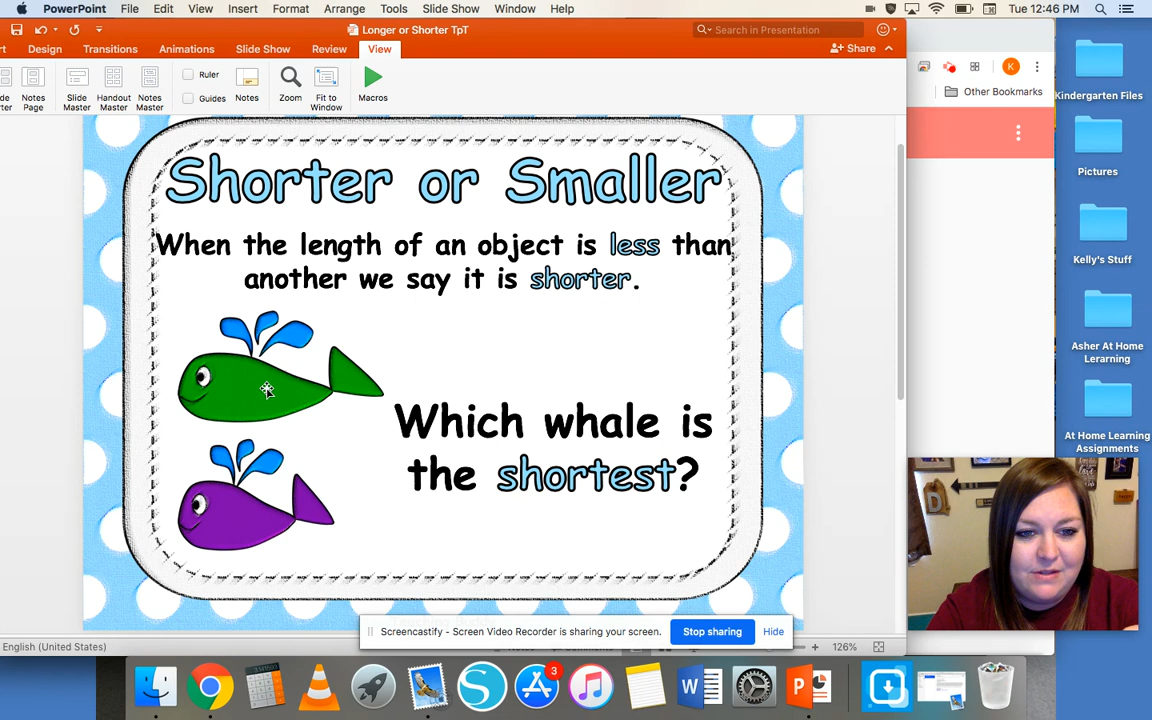 PowerPoint File Edit View Insert Format Arrange Tools Slide Show Window Help Tue 12:46 PM
Longer or Shorter TpT
Search in Presentation
Design Transitions Animations Slide Show Review View
Share
Ruler
Guides
Notes Page
Slide Master
Handout Master
Notes Master
Notes
Zoom
Fit to Window
Macros
K
Other Bookmarks
Shorter or Smaller
When the length of an object is less than
another we say it is shorter.
Which whale is
the shortest?
Kindergarten Files
Pictures
Kelly's Stuff
Asher At Home
Lerarning
At Home Learning
Assignments
D
Screencastify - Screen Video Recorder is sharing your screen.
Stop sharing
Hide
English (United States)
126%
3